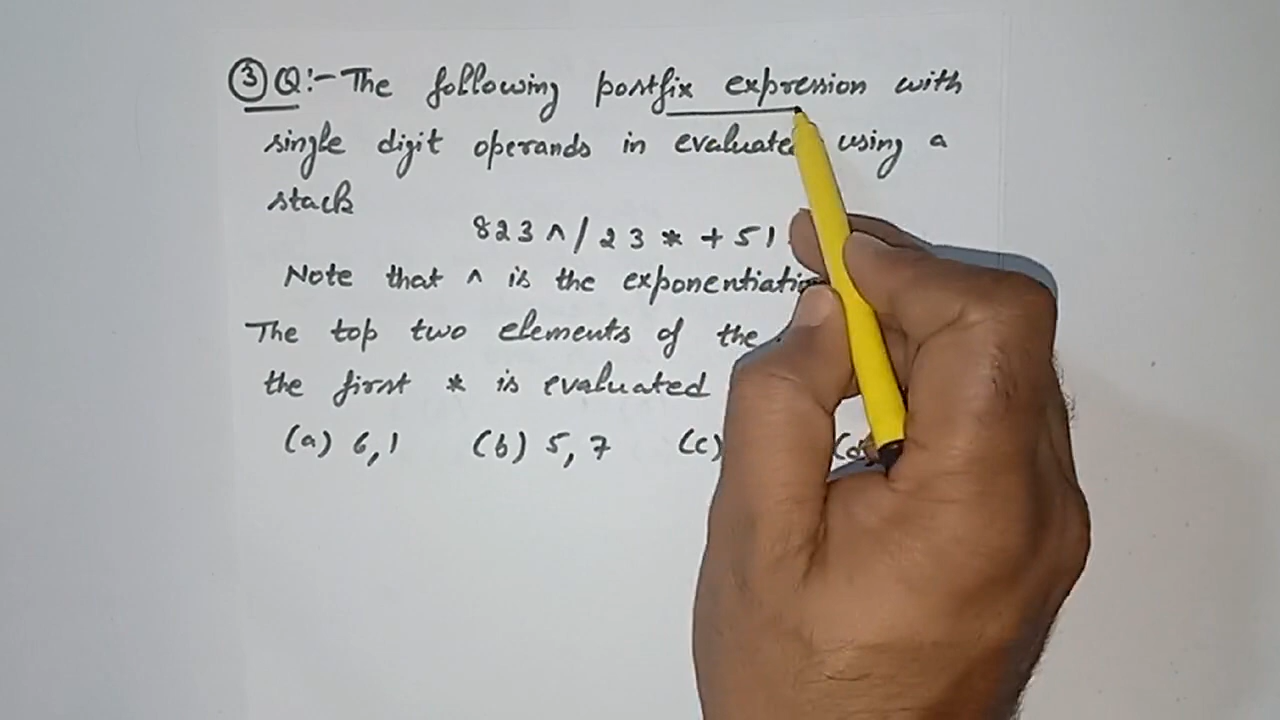 ③ Q:- The following postfix expression with
single digit operands in evaluated using a
stack
8 2 3 ^ / 2 3 * + 5 1
Note that ^ is the
The top two elements of the
the first * is evaluated
(a) 6,1 (b) 5,7 (c)